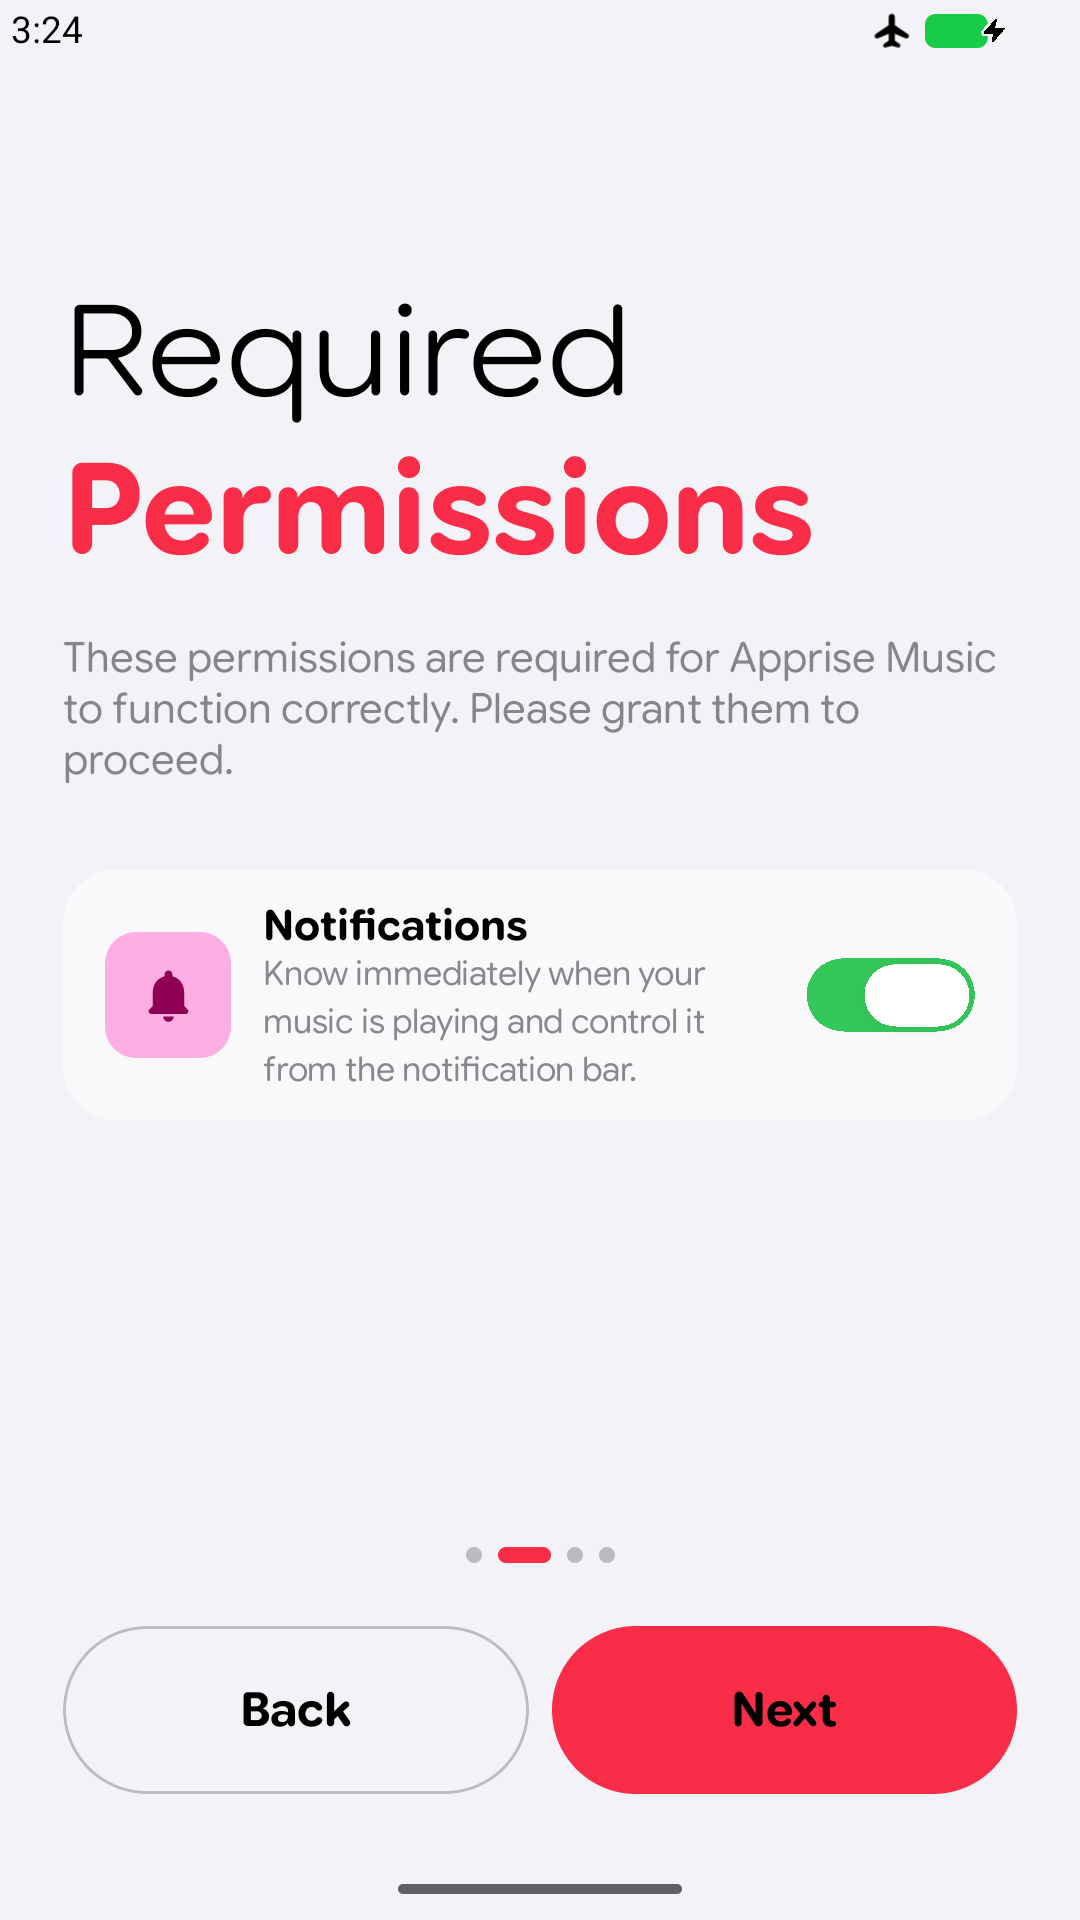 3:24
Required
Permissions
These permissions are required for Apprise Music
to function correctly. Please grant them to
proceed.
Notifications
Know immediately when your
music is playing and control it
from the notification bar.
Back
Next